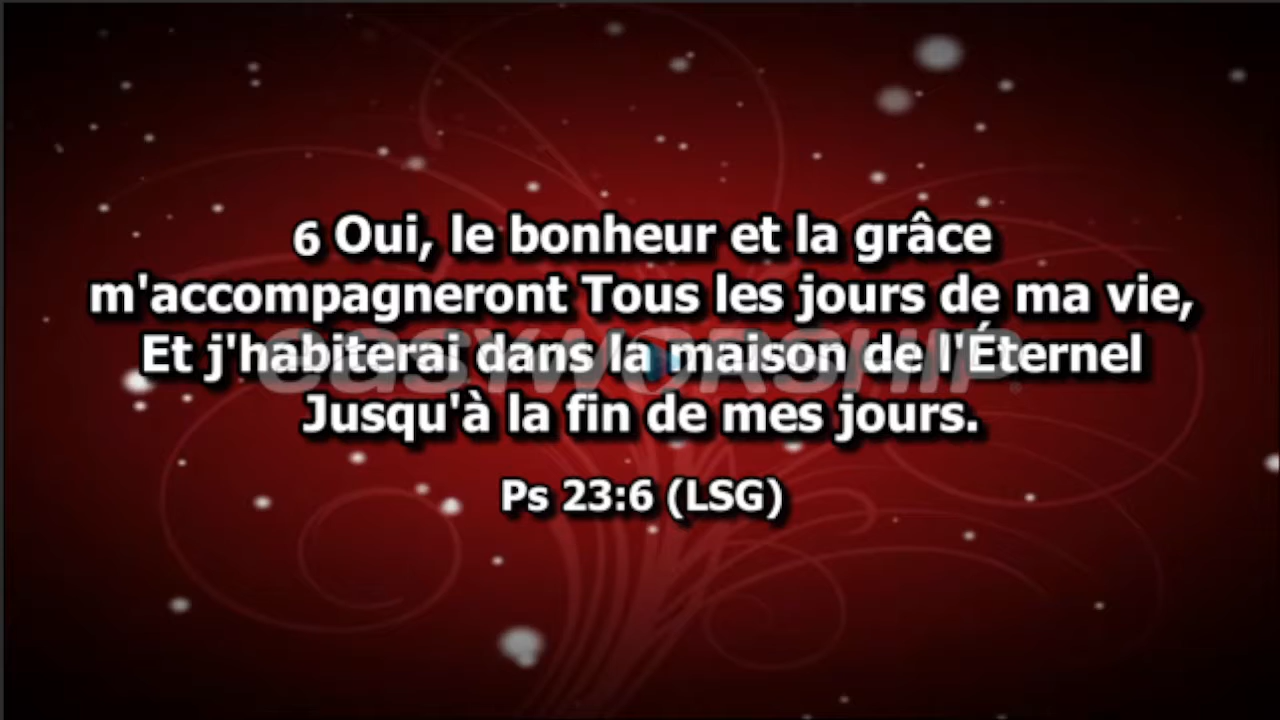 6 Oui, le bonheur et la grâce
m'accompagneront Tous les jours de ma vie,
Et j'habiterai dans la maison de l'Éternel
easyworship
Jusqu'à la fin de mes jours.
Ps 23:6 (LSG)